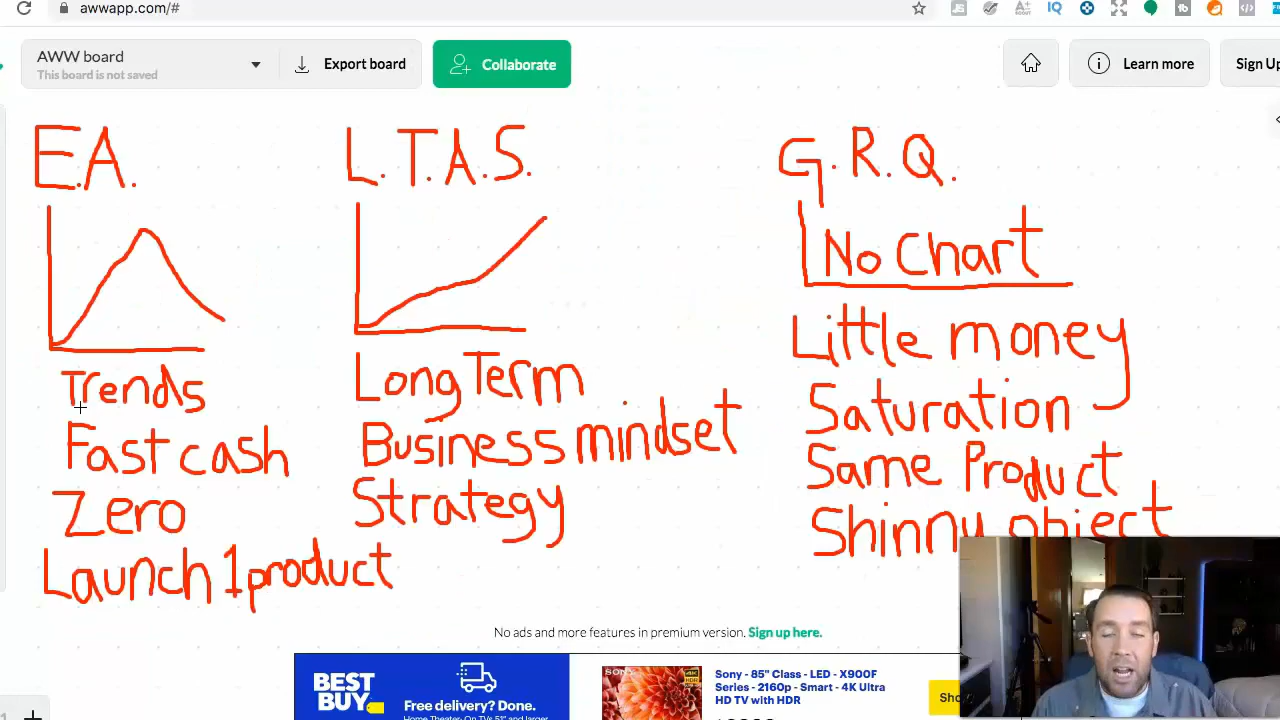 awwapp.com/#
AWW board
This board is not saved
Export board
Collaborate
Learn more
Sign Up
E.A.
L.T.A.S.
G.R.Q.
No Chart
Trends
Fast cash
Zero
Launch 1 product
Long Term
Business mindset
Strategy
Little money
Saturation
Same Product
Shinny object
No ads and more features in premium version. Sign up here.
BEST
BUY
Free delivery? Done.
SONY
4K
HDR
Sony - 85" Class - LED - X900F
Series - 2160p - Smart - 4K Ultra
HD TV with HDR